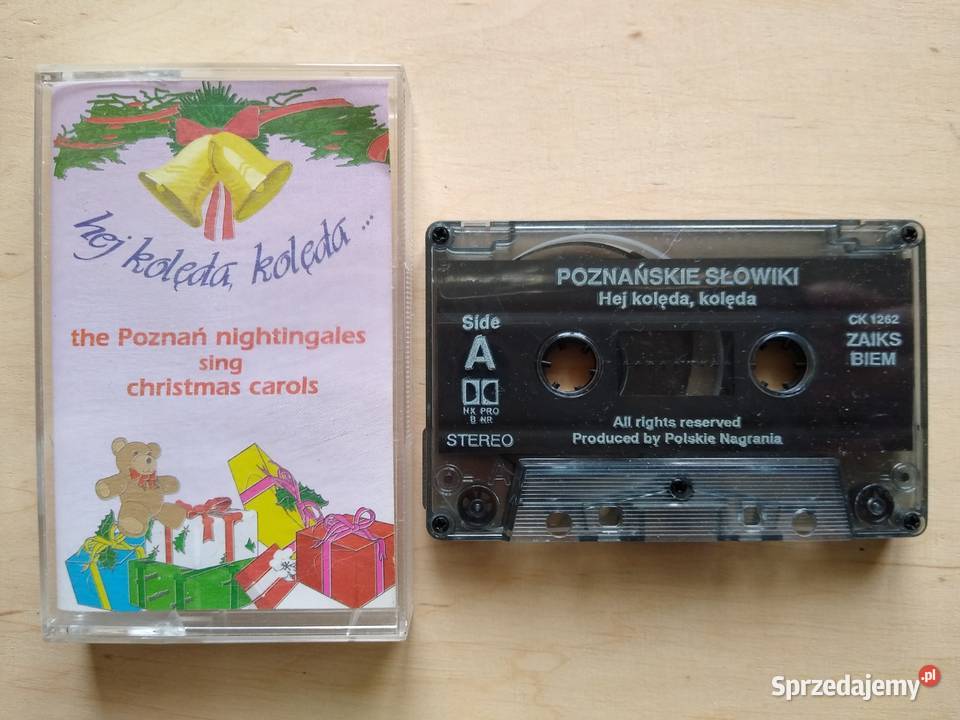 hej kolęda, kolęda...
the Poznań nightingales
sing
christmas carols
POZNAŃSKIE SŁOWIKI
Hej kolęda, kolęda
Side
A
HX PRO
B NR
STEREO
CK 1262
ZAIKS
BIEM
All rights reserved
Produced by Polskie Nagrania
A
Sprzedajemy.pl